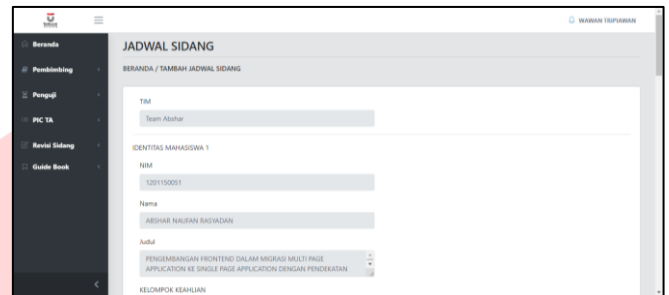 WAWAN TRIPIAWAN
Beranda
Pembimbing
Penguji
PIC TA
Revisi Sidang
Guide Book
JADWAL SIDANG
BERANDA / TAMBAH JADWAL SIDANG
TIM
Team Abshar
IDENTITAS MAHASISWA 1
NIM
1201150051
Nama
ABSHAR NAUFAN RASYADAN
Judul
PENGEMBANGAN FRONTEND DALAM MIGRASI MULTI PAGE
APPLICATION KE SINGLE PAGE APPLICATION DENGAN PENDEKATAN
KELOMPOK KEAHLIAN